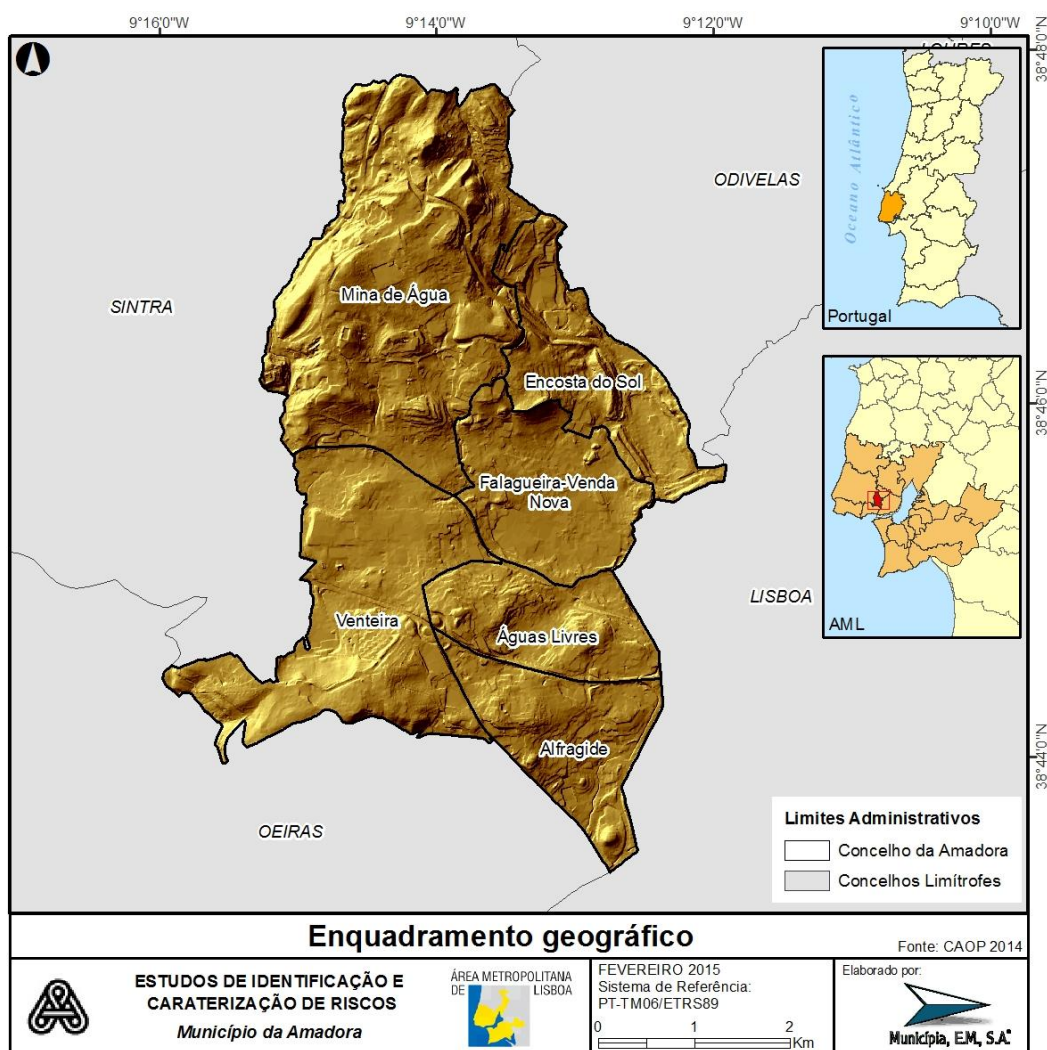 9°16'0"W
9°14'0"W
9°12'0"W
9°10'0"W
38°48'0"N
LOURES
ODIVELAS
Oceano Atlântico
Portugal
SINTRA
Mina de Água
Encosta do Sol
38°46'0"N
Falagueira-Venda
Nova
LISBOA
AML
Venteira
Águas Livres
Alfragide
38°44'0"N
OEIRAS
Limites Administrativos
Concelho da Amadora
Concelhos Limítrofes
Enquadramento geográfico
Fonte: CAOP 2014
ESTUDOS DE IDENTIFICAÇÃO E
CARATERIZAÇÃO DE RISCOS
Município da Amadora
ÁREA METROPOLITANA
DE LISBOA
FEVEREIRO 2015
Sistema de Referência:
PT-TM06/ETRS89
0 1 2
Km
Elaborado por:
Municípia, E.M., S.A.